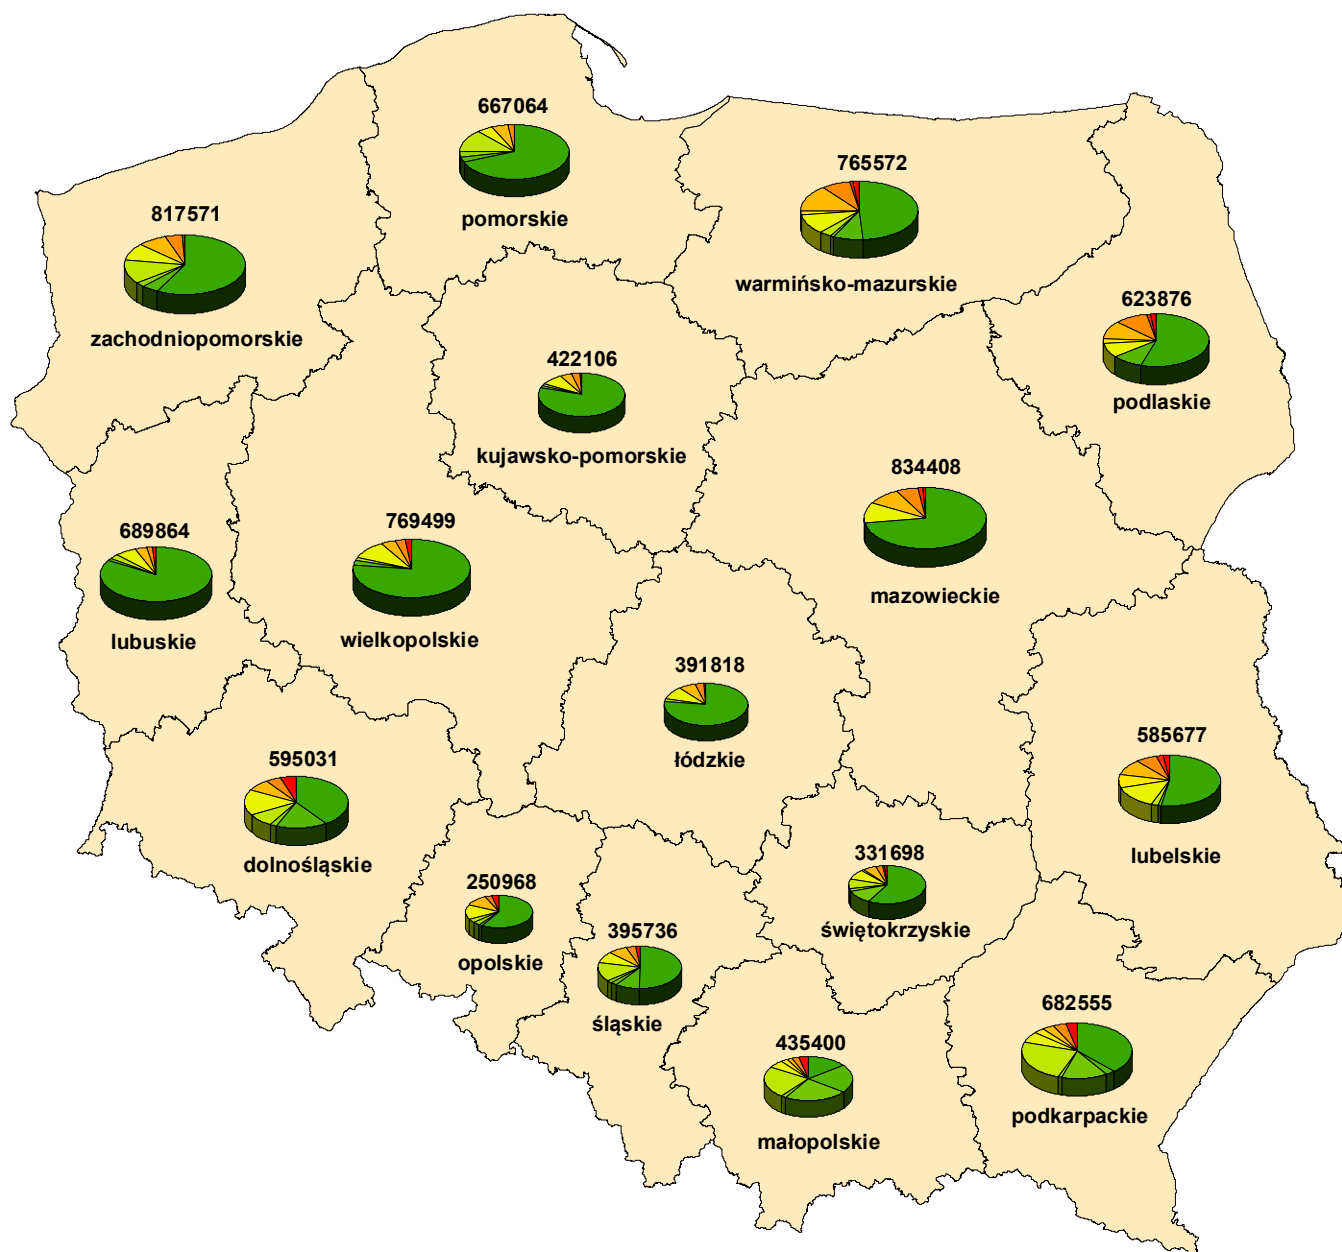 667064
pomorskie
765572
warmińsko-mazurskie
817571
zachodniopomorskie
623876
podlaskie
422106
kujawsko-pomorskie
834408
mazowieckie
689864
lubuskie
769499
wielkopolskie
391818
łódzkie
585677
lubelskie
595031
dolnośląskie
331698
świętokrzyskie
250968
opolskie
395736
śląskie
682555
podkarpackie
435400
małopolskie